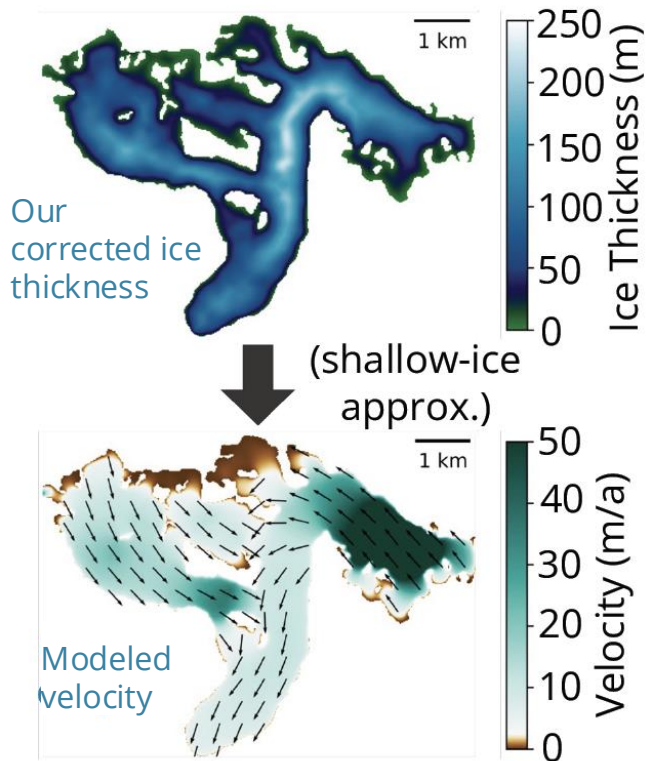 1 km
250
200
150
100
50
0
Ice Thickness (m)
Our
corrected ice
thickness
(shallow-ice
approx.)
1 km
50
40
30
20
10
0
Velocity (m/a)
Modeled
velocity